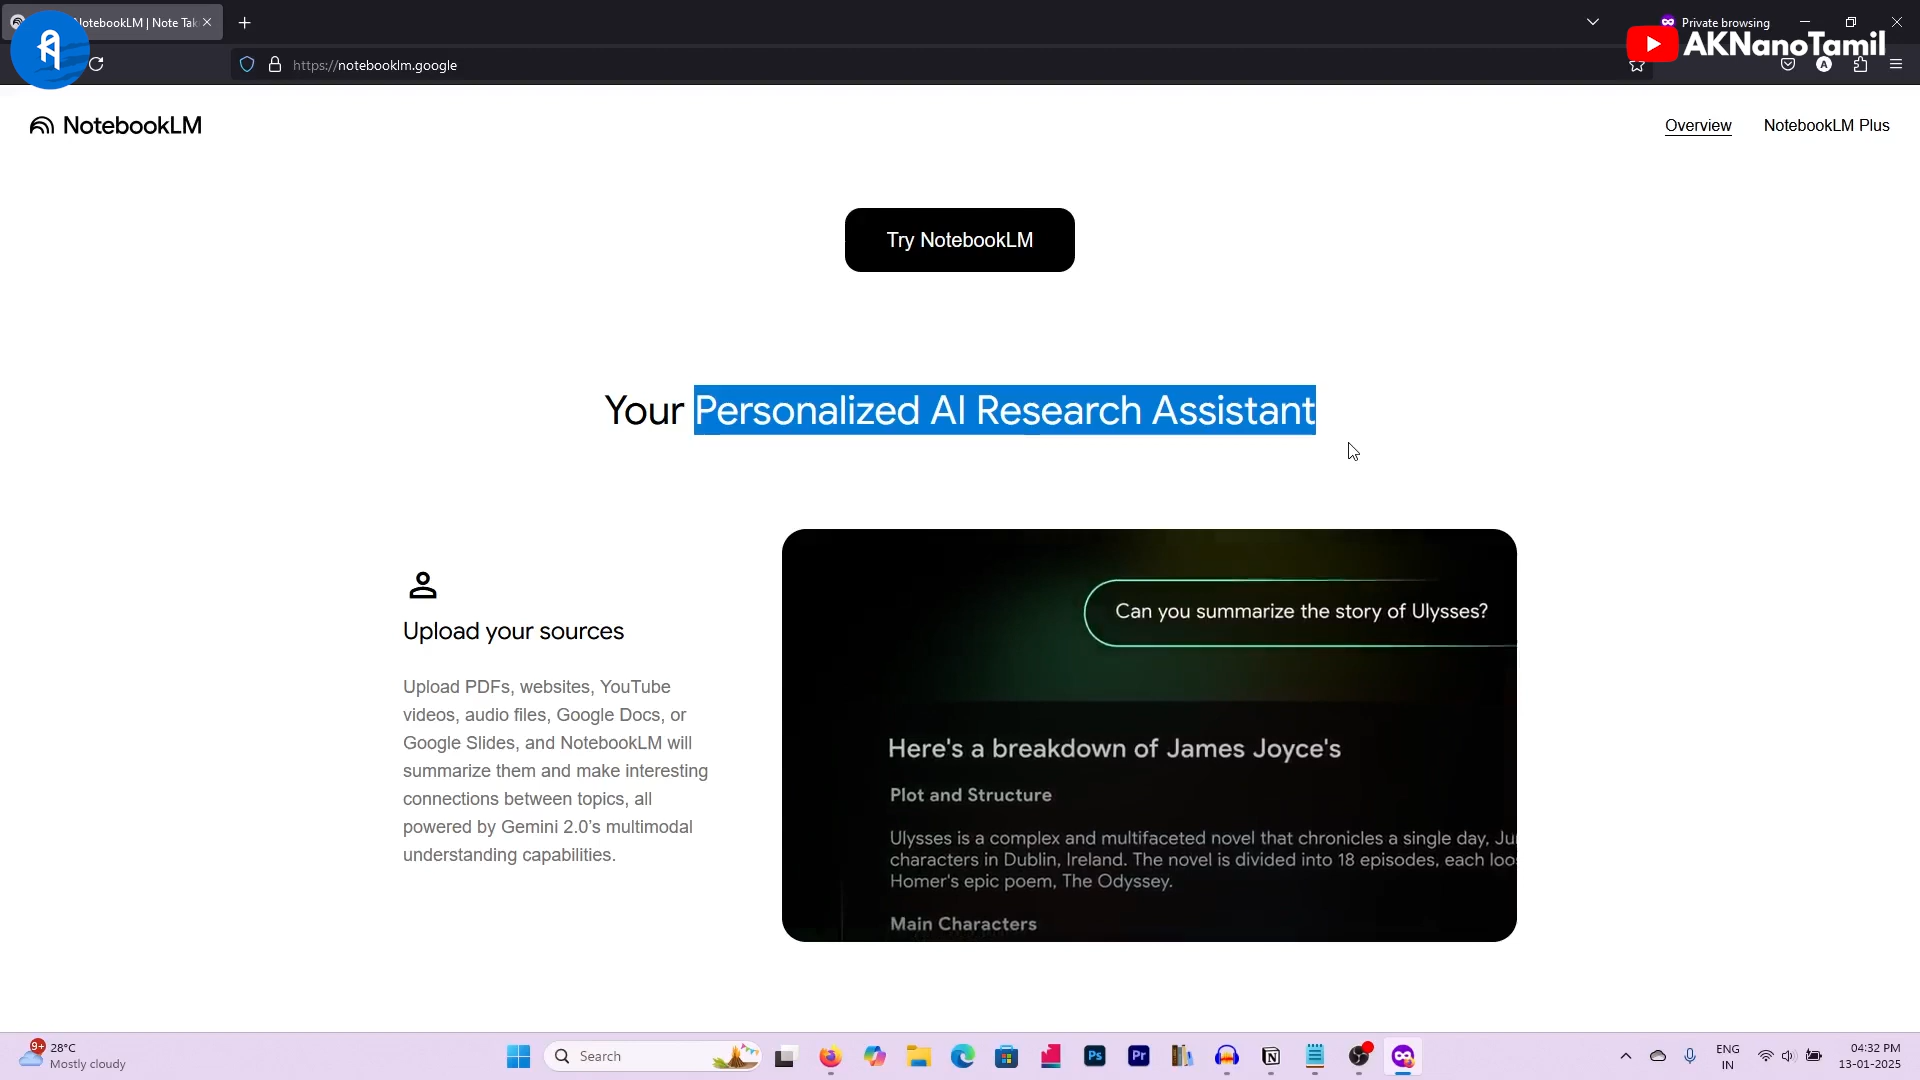 NotebookLM | Note Tak
Private browsing
AKNanoTamil
https://notebooklm.google
NotebookLM
Overview
NotebookLM Plus
Try NotebookLM
Your Personalized AI Research Assistant
Upload your sources
Upload PDFs, websites, YouTube
videos, audio files, Google Docs, or
Google Slides, and NotebookLM will
summarize them and make interesting
connections between topics, all
powered by Gemini 2.0’s multimodal
understanding capabilities.
Can you summarize the story of Ulysses?
Here's a breakdown of James Joyce's
Plot and Structure
Ulysses is a complex and multifaceted novel that chronicles a single day, Ju
characters in Dublin, Ireland. The novel is divided into 18 episodes, each loo
Homer's epic poem, The Odyssey.
Main Characters
9+
28°C
Mostly cloudy
Search
Ps
Pr
ENG
IN
04:32 PM
13-01-2025